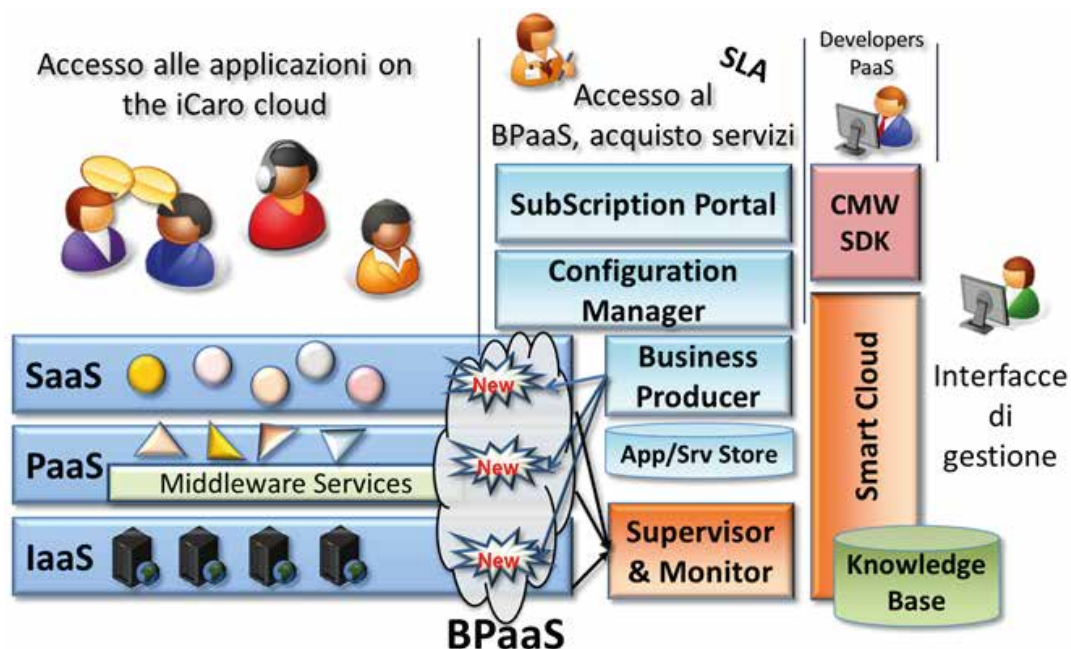 Accesso alle applicazioni on
the iCaro cloud
SLA
Accesso al
BPaaS, acquisto servizi
Developers
PaaS
SubScription Portal
CMW
SDK
Configuration
Manager
SaaS
New
Business
Producer
Smart Cloud
Interfacce
di
gestione
PaaS
Middleware Services
New
App/Srv Store
IaaS
New
Supervisor
& Monitor
Knowledge
Base
BPaaS